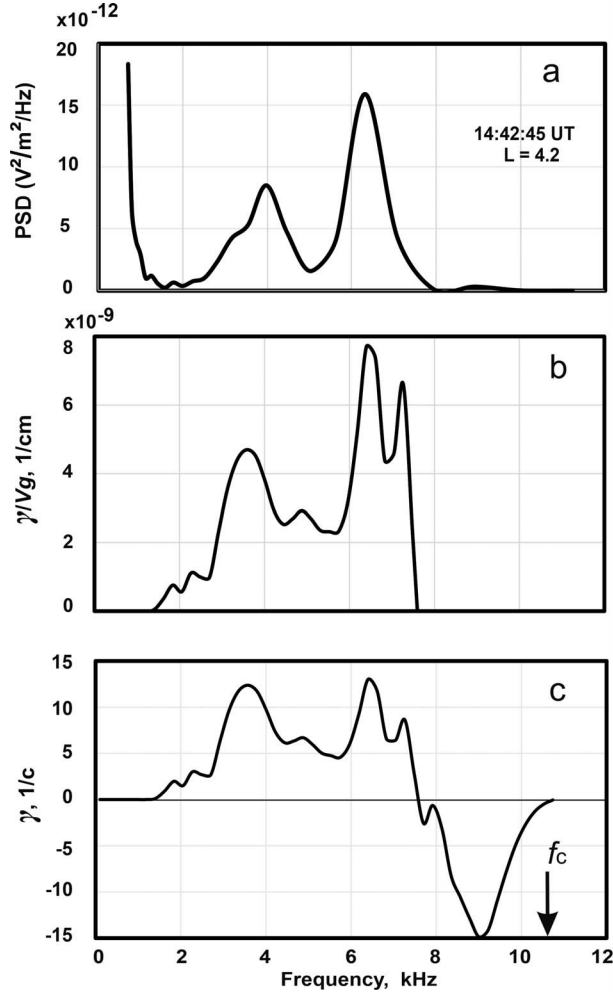 x10-12
20
15
10
5
0
PSD (V²/m²/Hz)
a
14:42:45 UT
L = 4.2
x10-9
8
6
4
2
0
γ/Vg, 1/cm
b
15
10
5
0
-5
-10
-15
γ, 1/c
c
fc
0 2 4 6 8 10 12
Frequency, kHz